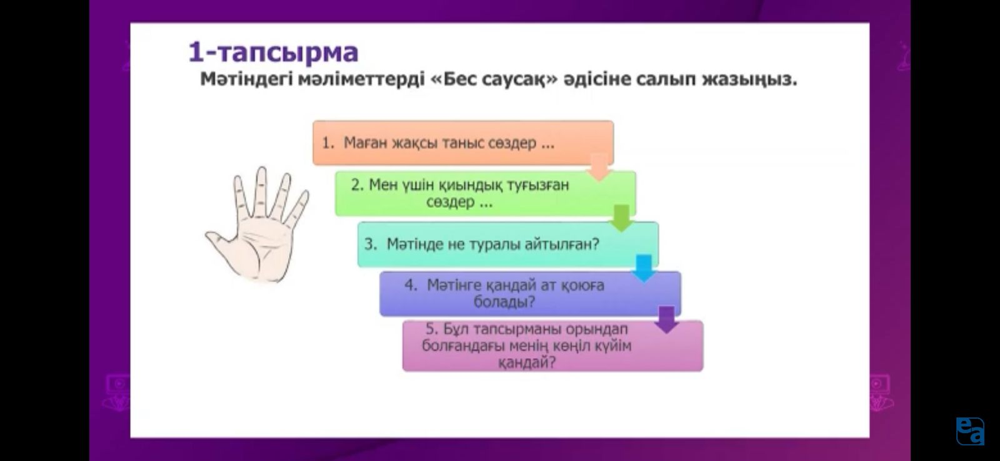 1-тапсырма
Мәтіндегі мәліметтерді «Бес саусақ» әдісіне салып жазыңыз.
1. Маған жақсы таныс сөздер ...
2. Мен үшін қиындық туғызған
сөздер ...
3. Мәтінде не туралы айтылған?
4. Мәтінге қандай ат қоюға
болады?
5. Бұл тапсырманы орындап
болғандағы менің көңіл күйім
қандай?
ea